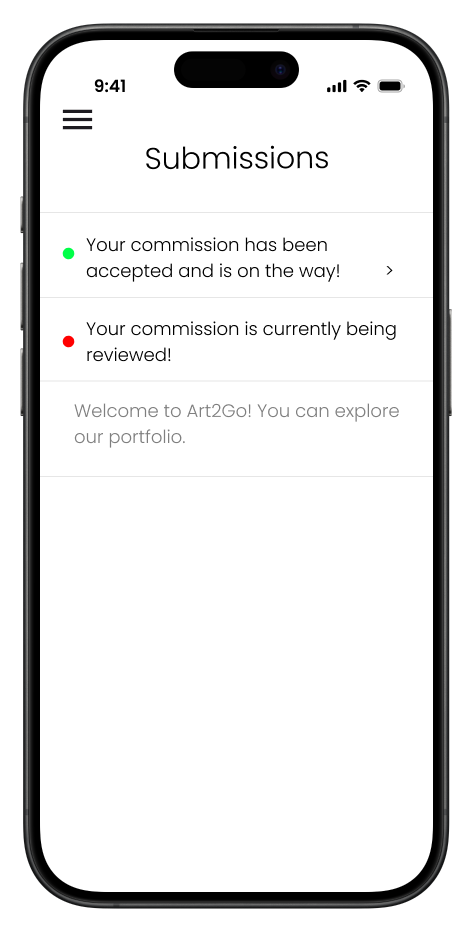 9:41
Submissions
Your commission has been
accepted and is on the way!
Your commission is currently being
reviewed!
Welcome to Art2Go! You can explore
our portfolio.